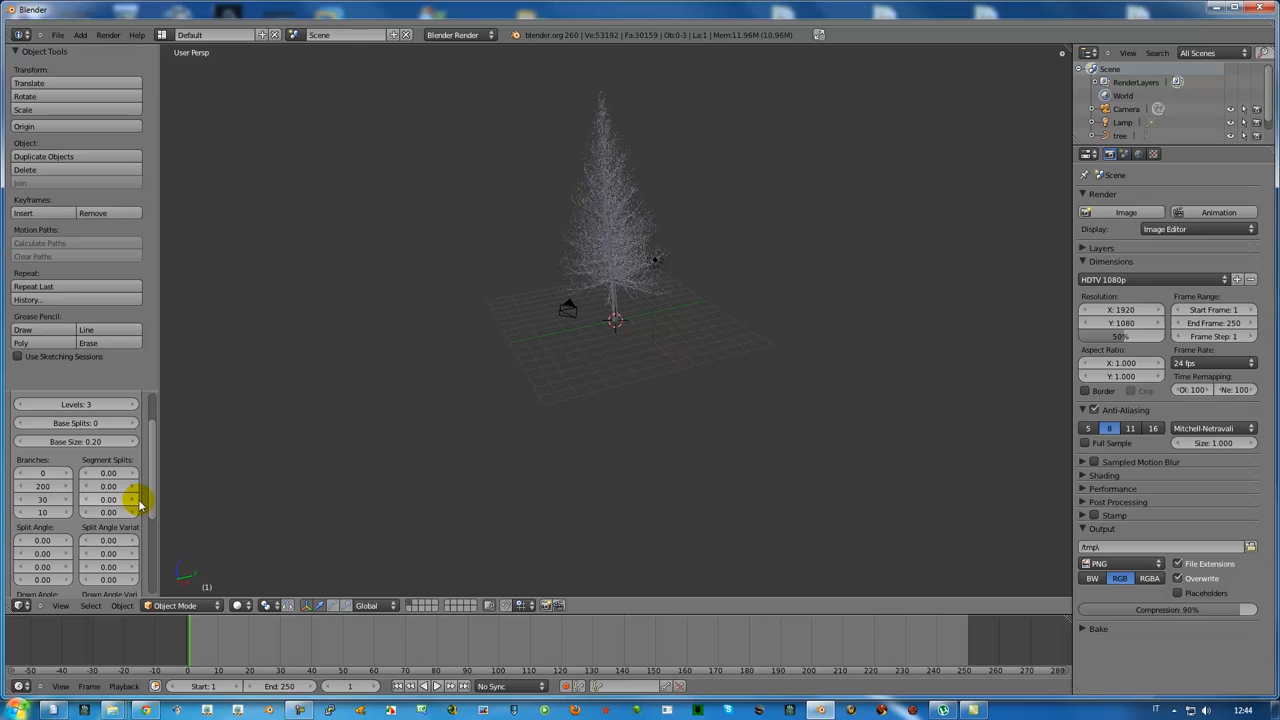 Blender
File Add Render Help Default Scene Blender Render blender.org 260 | Ve:53192 | Fa:30159 | Ob:0-3 | La:1 | Mem:11.96M (10.96M)
Object Tools
Transform:
Translate
Rotate
Scale
Origin
Object:
Duplicate Objects
Delete
Join
Keyframes:
Insert Remove
Motion Paths:
Calculate Paths
Clear Paths
Repeat:
Repeat Last
History...
Grease Pencil:
Draw Line
Poly Erase
Use Sketching Sessions
Levels: 3
Base Splits: 0
Base Size: 0.20
Branches: Segment Splits:
0 0.00
200 0.00
30 0.00
10 0.00
Split Angle: Split Angle Variat
0.00 0.00
0.00 0.00
0.00 0.00
0.00 0.00
Down Angle: Down Angle Vari
User Persp
(1)
View Select Object Object Mode Global
-50 -40 -30 -20 -10 0 10 20 30 40 50 60 70 80 90 100 110 120 130 140 150 160 170 180 190 200 210 220 230 240 250 260 270 280
View Frame Playback Start: 1 End: 250 1 No Sync
View Search All Scenes
Scene
RenderLayers |
World
Camera |
Lamp |
tree
Scene
Render
Image Animation
Display: Image Editor
Layers
Dimensions
HDTV 1080p
Resolution: Frame Range:
X: 1920 Start Frame: 1
Y: 1080 End Frame: 250
50% Frame Step: 1
Aspect Ratio: Frame Rate:
X: 1.000 24 fps
Y: 1.000 Time Remapping:
Border Crop Ol: 100 Ne: 100
Anti-Aliasing
5 8 11 16 Mitchell-Netravali
Full Sample Size: 1.000
Sampled Motion Blur
Shading
Performance
Post Processing
Stamp
Output
/tmp\
PNG File Extensions
BW RGB RGBA Overwrite
Placeholders
Compression: 90%
Bake
IT 12:44